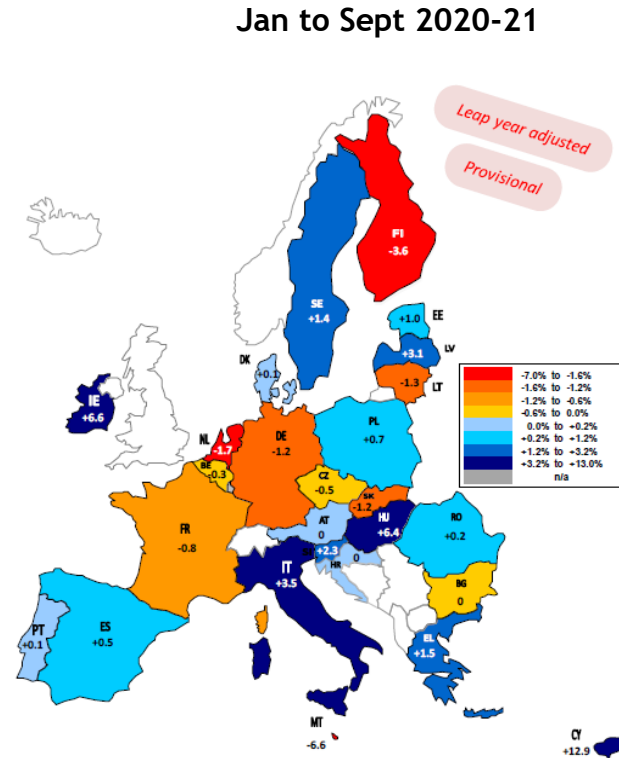 Jan to Sept 2020-21
Leap year adjusted
Provisional
FI
-3.6
SE
+1.4
EE
+1.0
LV
+3.1
LT
-1.3
DK
+0.1
IE
+6.6
NL
-1.7
BE
-0.3
DE
-1.2
PL
+0.7
CZ
-0.5
SK
-1.2
AT
0
HU
+6.4
RO
+0.2
FR
-0.8
IT
+3.5
+2.3
HR
0
BG
0
PT
+0.1
ES
+0.5
EL
+1.5
MT
-6.6
CY
+12.9
-7.0% to -1.6%
-1.6% to -1.2%
-1.2% to -0.6%
-0.6% to 0.0%
0.0% to +0.2%
+0.2% to +1.2%
+1.2% to +3.2%
+3.2% to +13.0%
n/a